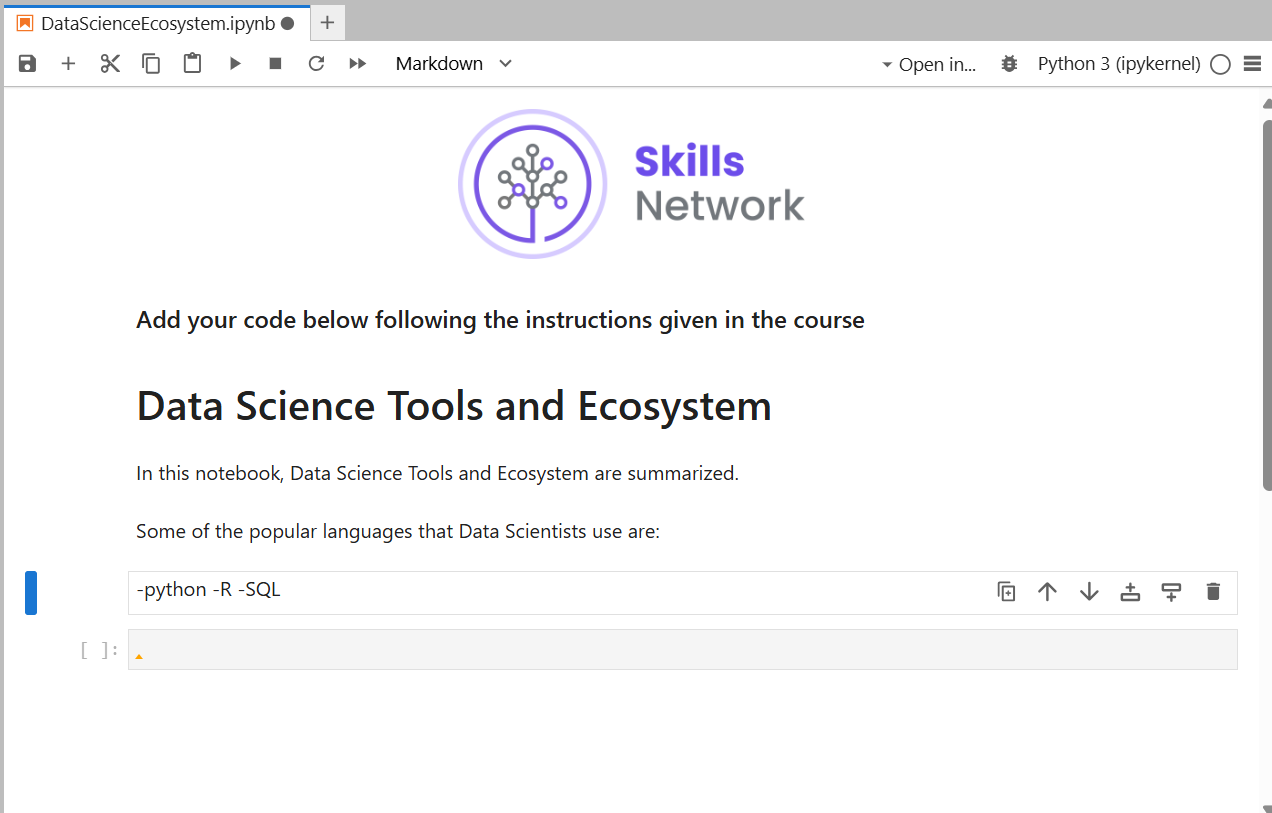 DataScienceEcosystem.ipynb
Markdown
Open in...
Python 3 (ipykernel)
Skills
Network
Add your code below following the instructions given in the course
Data Science Tools and Ecosystem
In this notebook, Data Science Tools and Ecosystem are summarized.
Some of the popular languages that Data Scientists use are:
-python -R -SQL
[ ]: